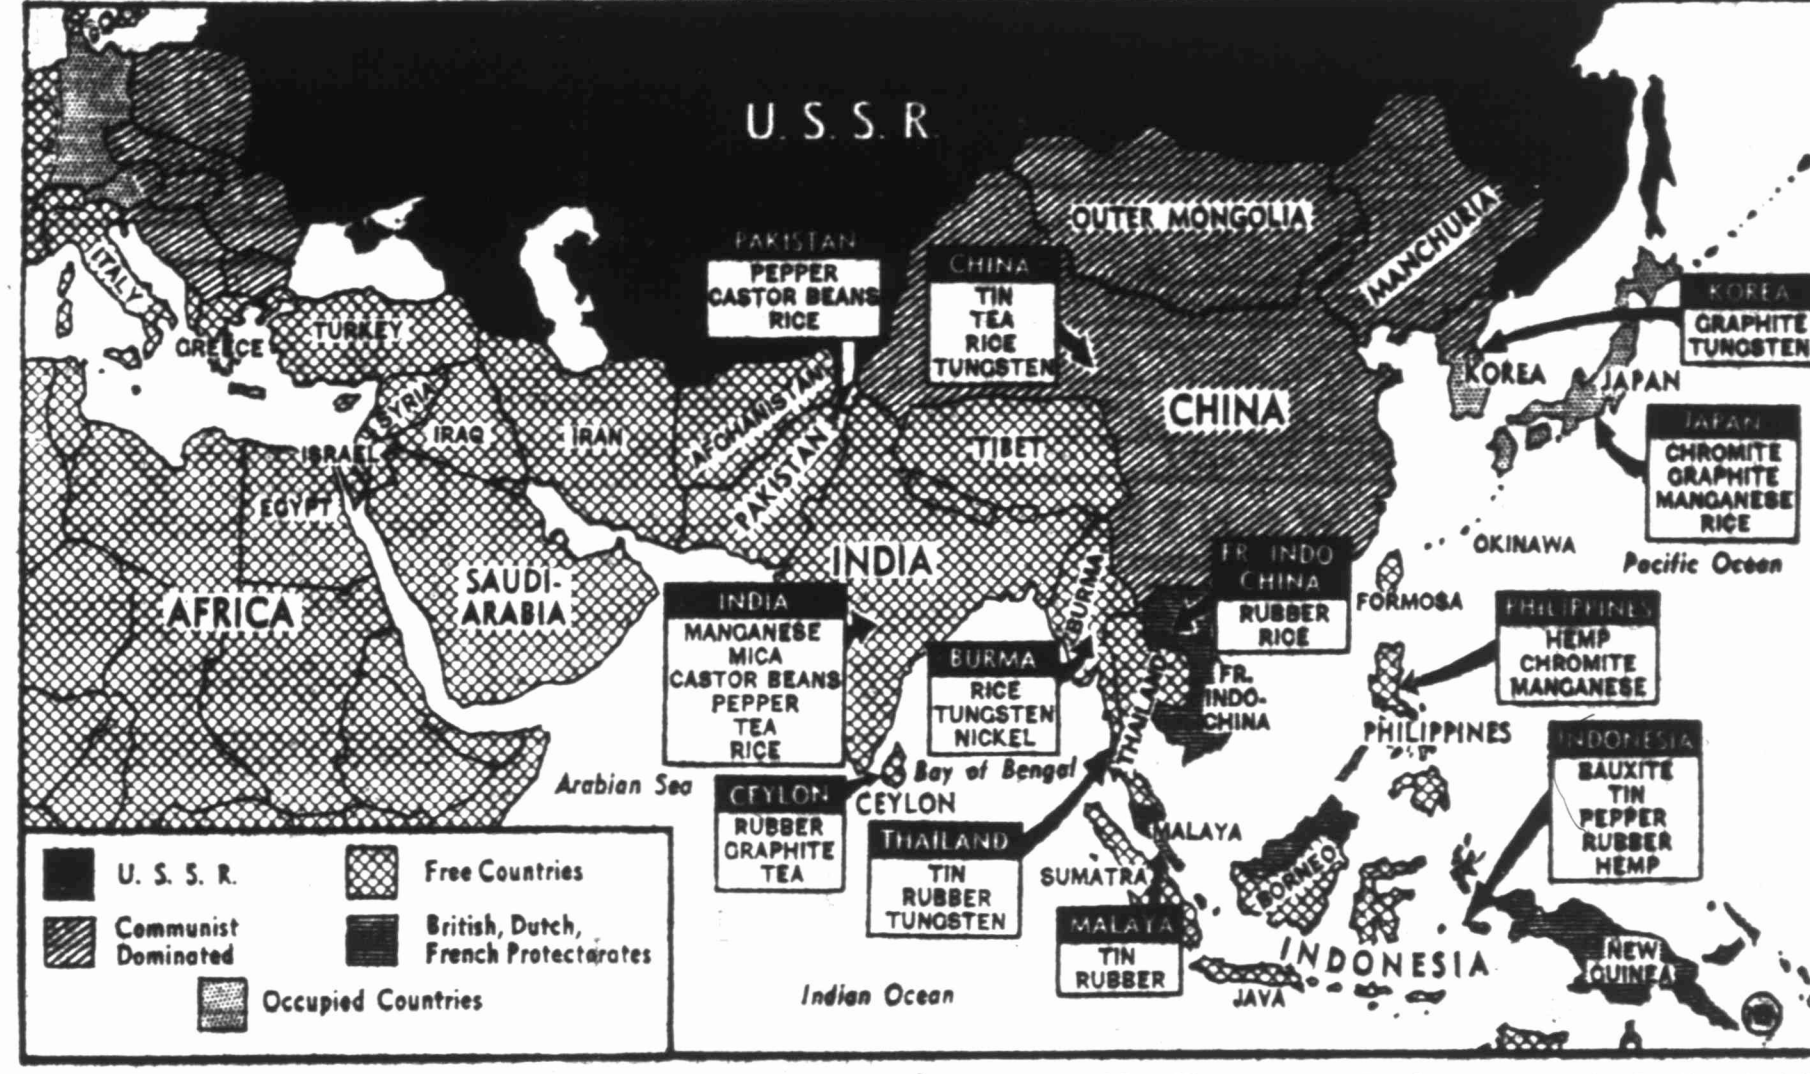 U. S. S. R.
OUTER MONGOLIA
MANCHURIA
PAKISTAN
PEPPER
CASTOR BEANS
RICE
CHINA
TIN
TEA
RICE
TUNGSTEN
KOREA
GRAPHITE
TUNGSTEN
ITALY
GREECE
TURKEY
SYRIA
IRAQ
IRAN
AFGHANISTAN
PAKISTAN
TIBET
CHINA
KOREA
JAPAN
JAPAN
CHROMITE
GRAPHITE
MANGANESE
RICE
ISRAEL
EGYPT
SAUDI-
ARABIA
AFRICA
INDIA
BURMA
OKINAWA
Pacific Ocean
FORMOSA
FR. INDO
CHINA
RUBBER
RICE
INDIA
MANGANESE
MICA
CASTOR BEANS
PEPPER
TEA
RICE
BURMA
RICE
TUNGSTEN
NICKEL
THAILAND
FR.
INDO-
CHINA
PHILIPPINES
HEMP
CHROMITE
MANGANESE
PHILIPPINES
INDONESIA
BAUXITE
TIN
PEPPER
RUBBER
HEMP
Arabian Sea
Bay of Bengal
CEYLON
RUBBER
GRAPHITE
TEA
CEYLON
THAILAND
TIN
RUBBER
TUNGSTEN
MALAYA
SUMATRA
MALAYA
TIN
RUBBER
BORNEO
INDONESIA
JAVA
NEW
GUINEA
Indian Ocean
U. S. S. R.
Free Countries
Communist
Dominated
British, Dutch,
French Protectorates
Occupied Countries